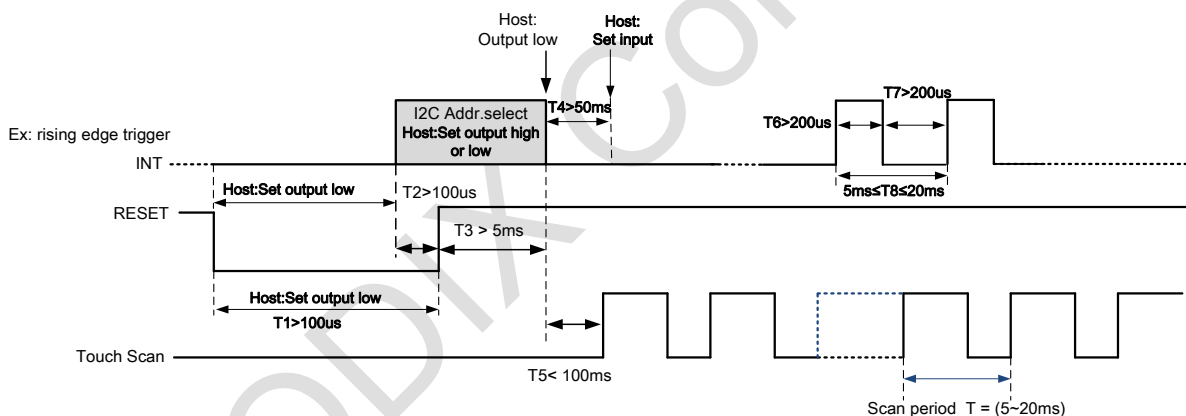 Host:
Output low
Host:
Set input
I2C Addr.select
Host:Set output high
or low
T4>50ms
T7>200us
T6>200us
Ex: rising edge trigger
INT
5ms≤T8≤20ms
Host:Set output low
T2>100us
RESET
T3 > 5ms
Host:Set output low
T1>100us
Touch Scan
T5< 100ms
Scan period T = (5~20ms)